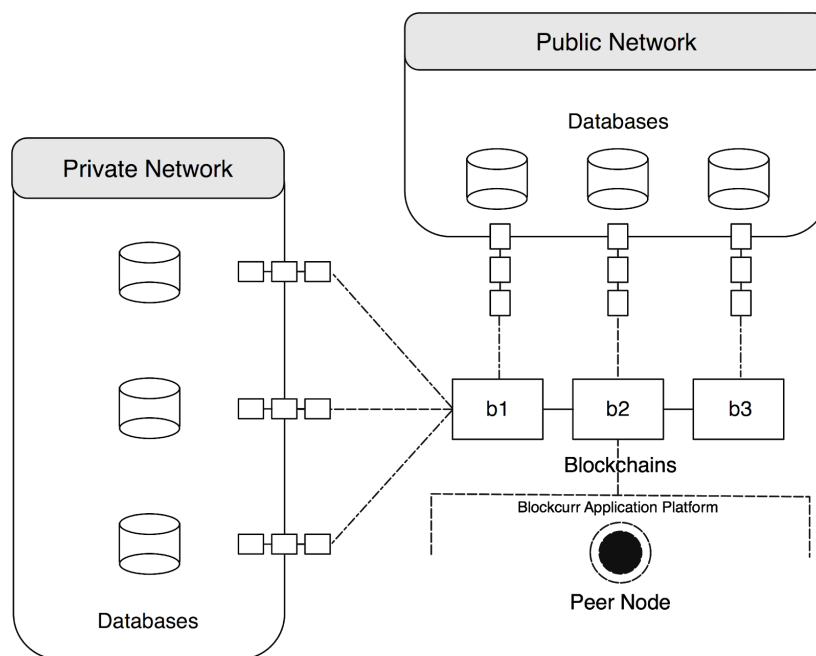 Public Network
Databases
Private Network
b1
b2
b3
Blockchains
Blockcurr Application Platform
Peer Node
Databases